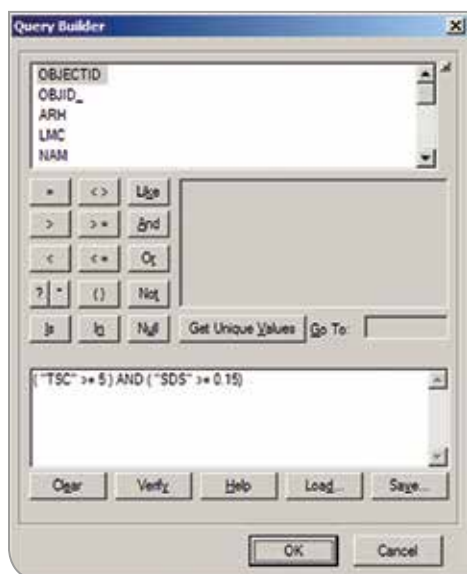 Query Builder
OBJECTID
OBJID_
ARH
LMC
NAM
= <> Like
> >= And
< <= Or
? * () Not
Is In Null Get Unique Values Go To:
( "TSC" >= 5 ) AND ( "SDS" >= 0.15)
Clear Verify Help Load... Save...
OK Cancel